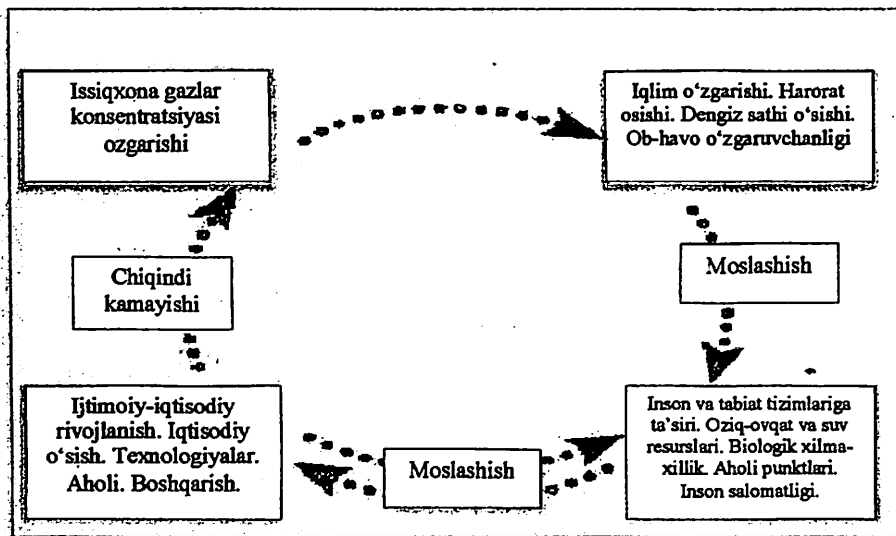 Issiqxona gazlar
konsentratsiyasi
ozgarishi
Iqlim o‘zgarishi. Harorat
osishi. Dengiz sathi o‘sishi.
Ob-havo o‘zgaruvchanligi
Chiqindi
kamayishi
Moslashish
Ijtimoiy-iqtisodiy
rivojlanish. Iqtisodiy
o‘sish. Texnologiyalar.
Aholi. Boshqarish.
Moslashish
Inson va tabiat tizimlariga
ta’siri. Oziq-ovqat va suv
resurslari. Biologik xilma-
xillik. Aholi punktlari.
Inson salomatligi.